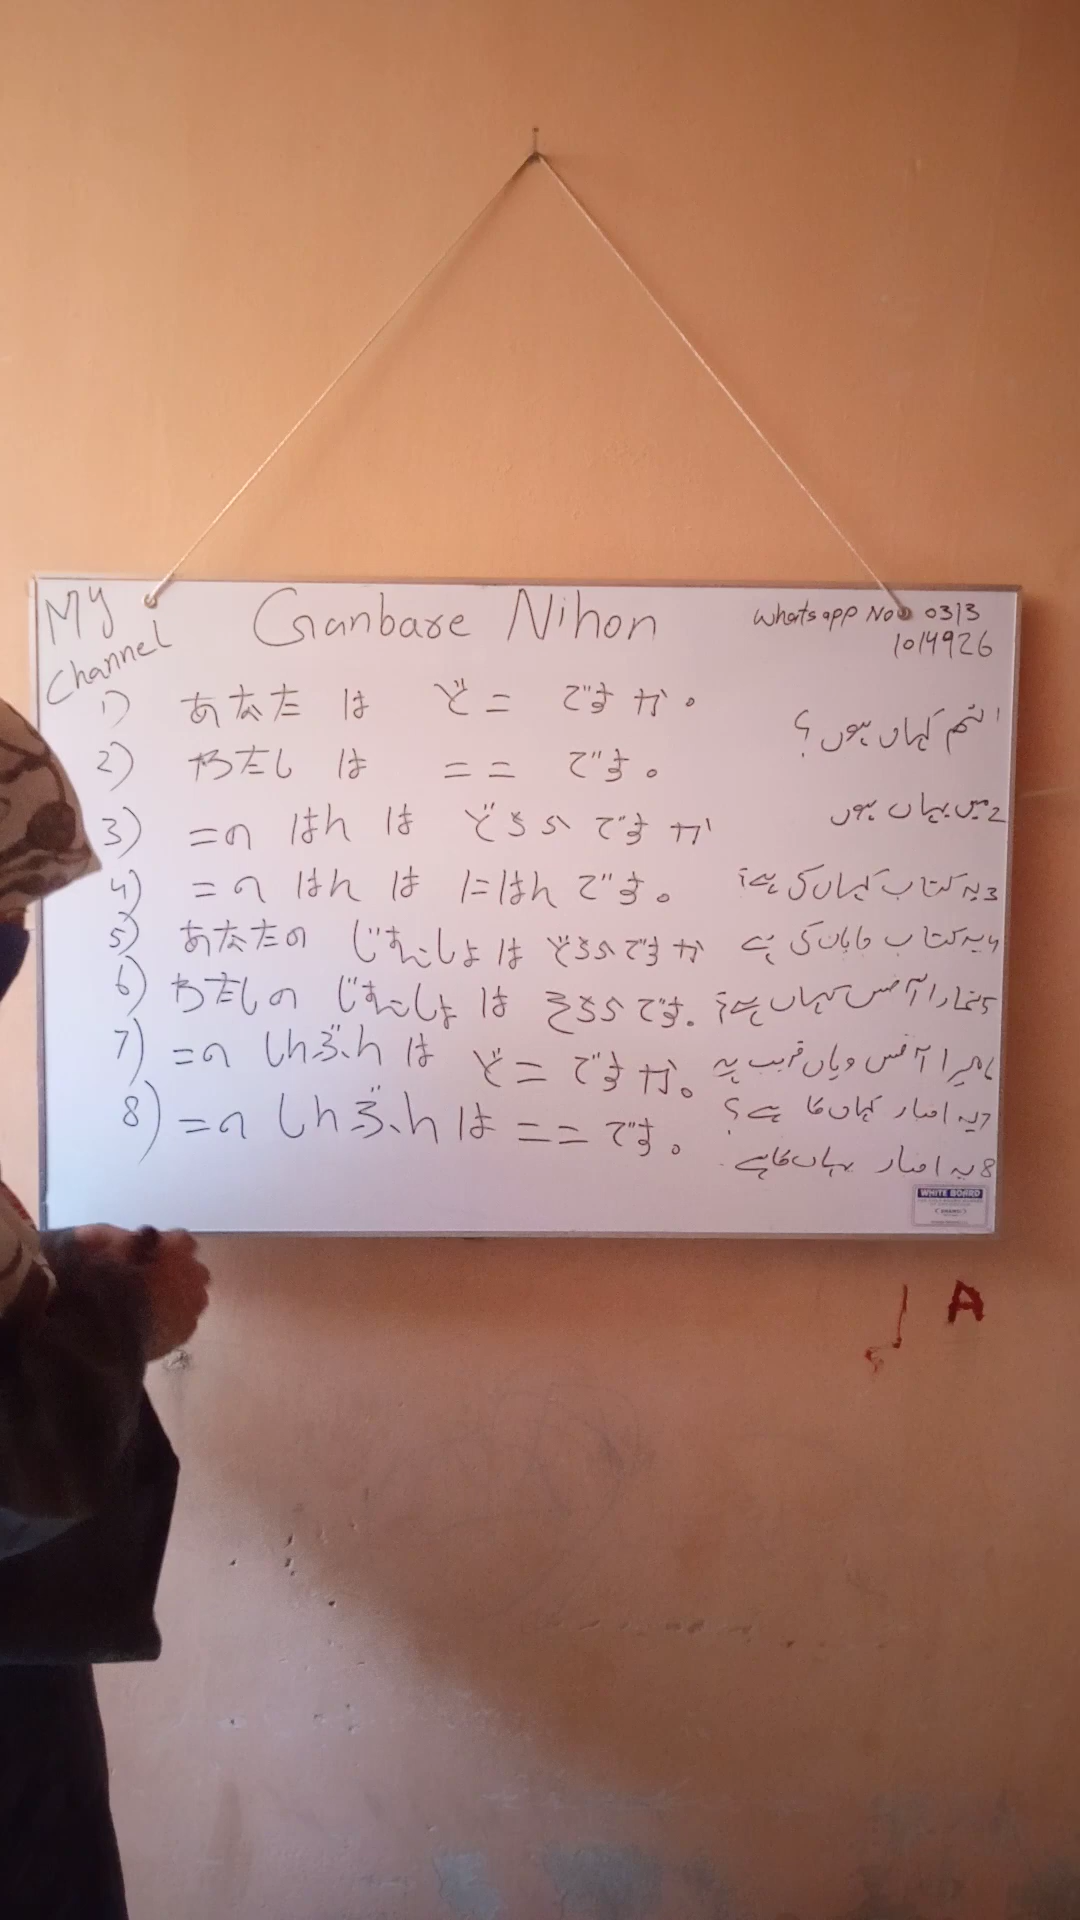 My Channel
Ganbare Nihon
Whatsapp No 0313
1014926
1) あなた は どこ ですか。
2) わたし は ここ です。
3) このほん は どちらですか
4) このほん は にほんです。
5) あなたの じむしょは どちらですか
6) わたしの じむしょ は そちらです。
7) この しんぶん は どこ ですか。
8) この しんぶんは ここ です。
1 تم کہاں ہوں؟
2 میں یہاں ہوں
3 یہ کتاب کہاں کی ہے؟
4 یہ کتاب جاپان کی ہے
5 تمھارا آفس کہاں ہے؟
6 میرا آفس وہاں قریب ہے
7 یہ اخبار کہاں کا ہے؟
8 یہ اخبار یہاں کا ہے
WHITE BOARD
A